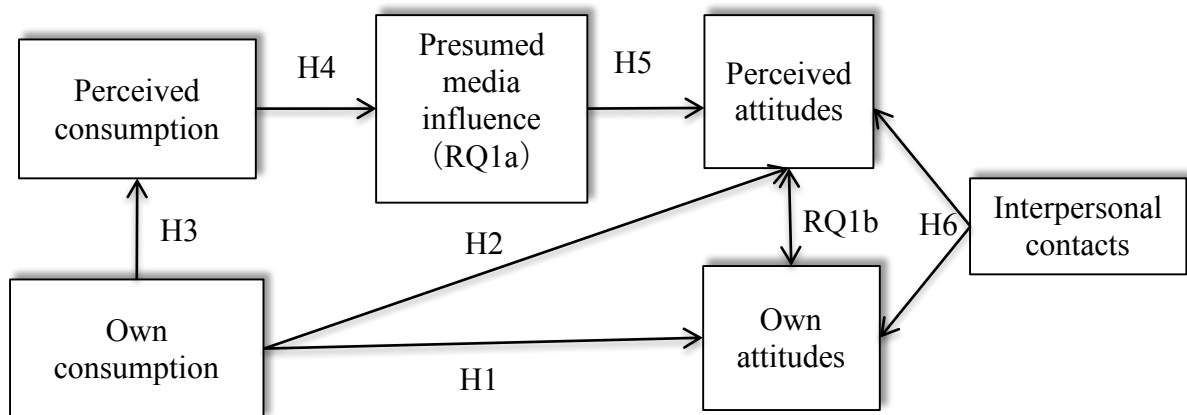 Perceived
consumption
H4
Presumed
media
influence
（RQ1a）
H5
Perceived
attitudes
H3
H2
RQ1b
H6
Interpersonal
contacts
Own
consumption
H1
Own
attitudes